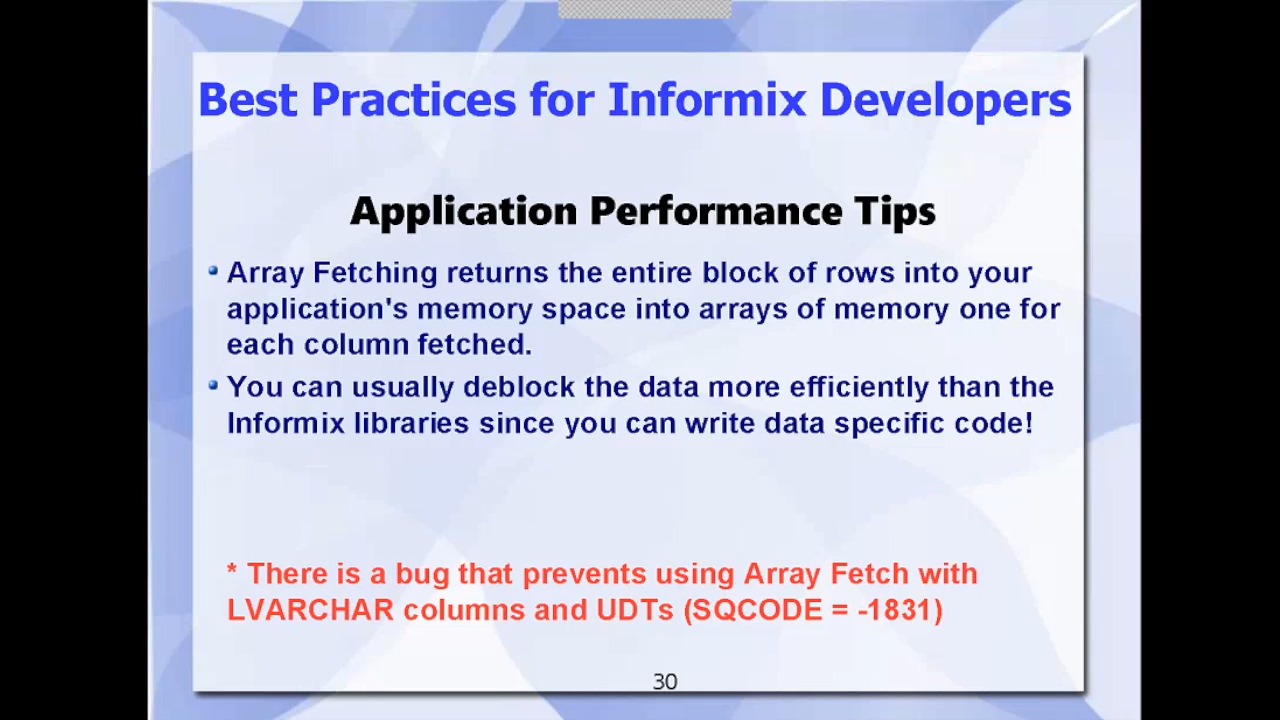 Best Practices for Informix Developers
Application Performance Tips
• Array Fetching returns the entire block of rows into your
application's memory space into arrays of memory one for
each column fetched.
• You can usually deblock the data more efficiently than the
Informix libraries since you can write data specific code!
* There is a bug that prevents using Array Fetch with
LVARCHAR columns and UDTs (SQCODE = -1831)
30